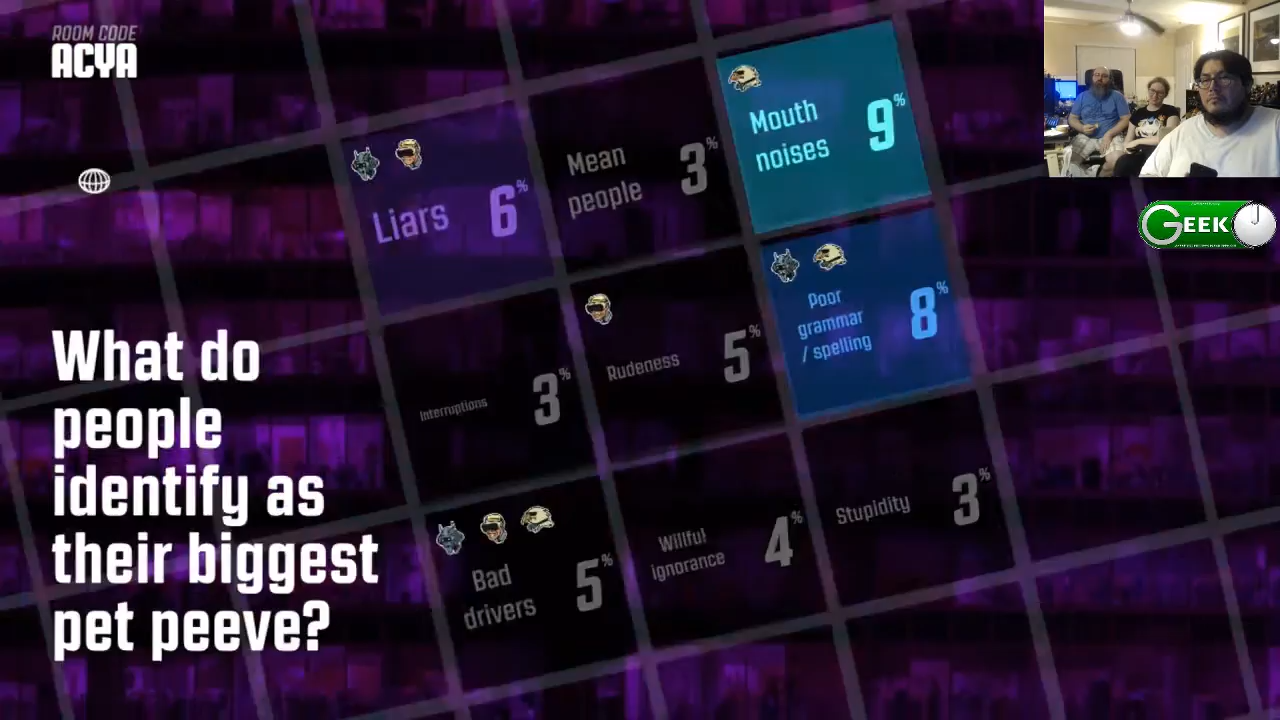 ROOM CODE
ACYA
Mouth
noises
9%
Mean
people
3%
Liars
6%
Poor
grammar
/ spelling
8%
Rudeness
5%
Interruptions
3%
Stupidity
3%
Willful
ignorance
4%
Bad
drivers
5%
What do
people
identify as
their biggest
pet peeve?
GEEK